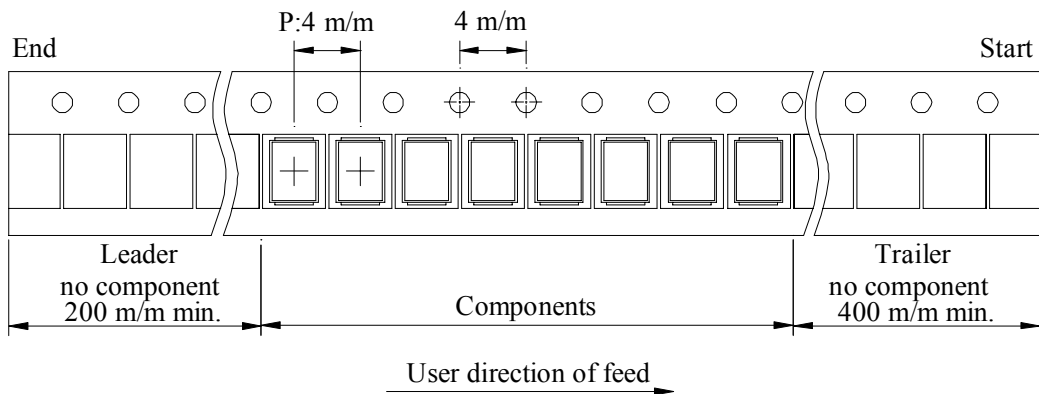 P:4 m/m
4 m/m
End
Start
Leader
no component
200 m/m min.
Components
Trailer
no component
400 m/m min.
User direction of feed